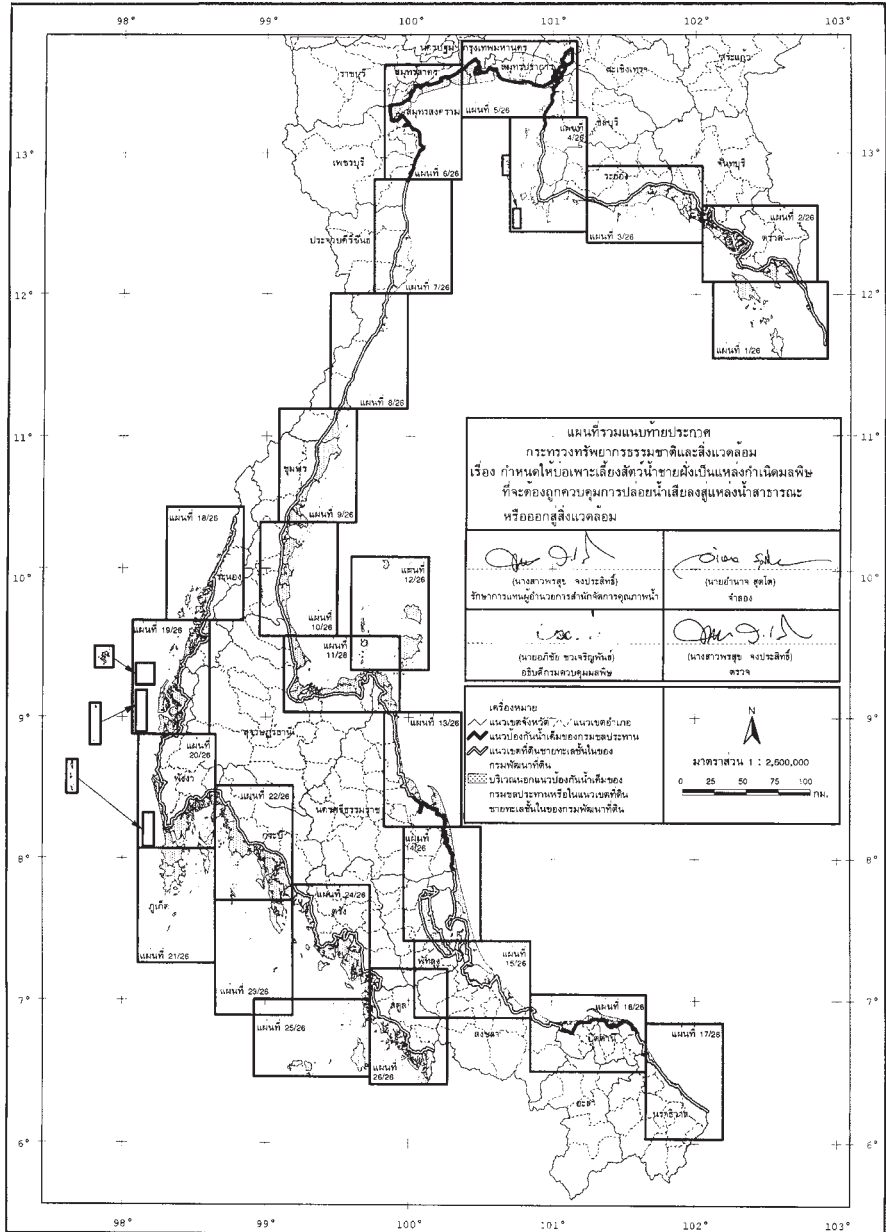 98°
99°
100°
101°
102°
103°
นครปฐม
กรุงเทพมหานคร
ราชบุรี
สมุทรสาคร
สมุทรปราการ
ฉะเชิงเทรา
สระแก้ว
สมุทรสงคราม
แผ่นที่ 5/26
แผ่นที่ 4/26
ชลบุรี
13°
เพชรบุรี
แผ่นที่ 6/26
ระยอง
จันทบุรี
13°
ประจวบคีรีขันธ์
แผ่นที่ 3/26
แผ่นที่ 2/26
ตราด
12°
แผ่นที่ 7/26
12°
แผ่นที่ 1/26
แผ่นที่ 8/26
11°
ชุมพร
11°
แผ่นที่ 9/26
แผนที่รวมแนบท้ายประกาศ
กระทรวงทรัพยากรธรรมชาติและสิ่งแวดล้อม
เรื่อง กำหนดให้บ่อเพาะเลี้ยงสัตว์น้ำชายฝั่งเป็นแหล่งกำเนิดมลพิษ
ที่จะต้องถูกควบคุมการปล่อยน้ำเสียลงสู่แหล่งน้ำสาธารณะ
หรือออกสู่สิ่งแวดล้อม
(นางสาวพรสุข จงประสิทธิ์)
รักษาการแทนผู้อำนวยการสำนักจัดการคุณภาพน้ำ
(นายอำนาจ สุดโต)
จำลอง
(นายอภิชัย ชวเจริญพันธ์)
อธิบดีกรมควบคุมมลพิษ
(นางสาวพรสุข จงประสิทธิ์)
ตรวจ
เครื่องหมาย
แนวเขตจังหวัด
แนวเขตอำเภอ
แนวป้องกันน้ำเค็มของกรมชลประทาน
แนวเขตที่ดินชายทะเลชั้นในของ
กรมพัฒนาที่ดิน
บริเวณนอกแนวป้องกันน้ำเค็มของ
กรมชลประทานหรือในแนวเขตที่ดิน
ชายทะเลชั้นในของกรมพัฒนาที่ดิน
N
มาตราส่วน 1 : 2,500,000
0 25 50 75 100
กม.
แผ่นที่ 18/26
ระนอง
10°
แผ่นที่ 12/26
10°
แผ่นที่ 10/26
แผ่นที่ 19/26
แผ่นที่ 11/26
9°
สุราษฎร์ธานี
แผ่นที่ 13/26
9°
แผ่นที่ 20/26
พังงา
แผ่นที่ 22/26
นครศรีธรรมราช
กระบี่
8°
แผ่นที่ 14/26
8°
ภูเก็ต
แผ่นที่ 24/26
ตรัง
แผ่นที่ 21/26
พัทลุง
แผ่นที่ 15/26
7°
แผ่นที่ 23/26
สตูล
แผ่นที่ 16/26
7°
แผ่นที่ 25/26
สงขลา
ปัตตานี
แผ่นที่ 17/26
แผ่นที่ 26/26
ยะลา
นราธิวาส
6°
6°
98°
99°
100°
101°
102°
103°